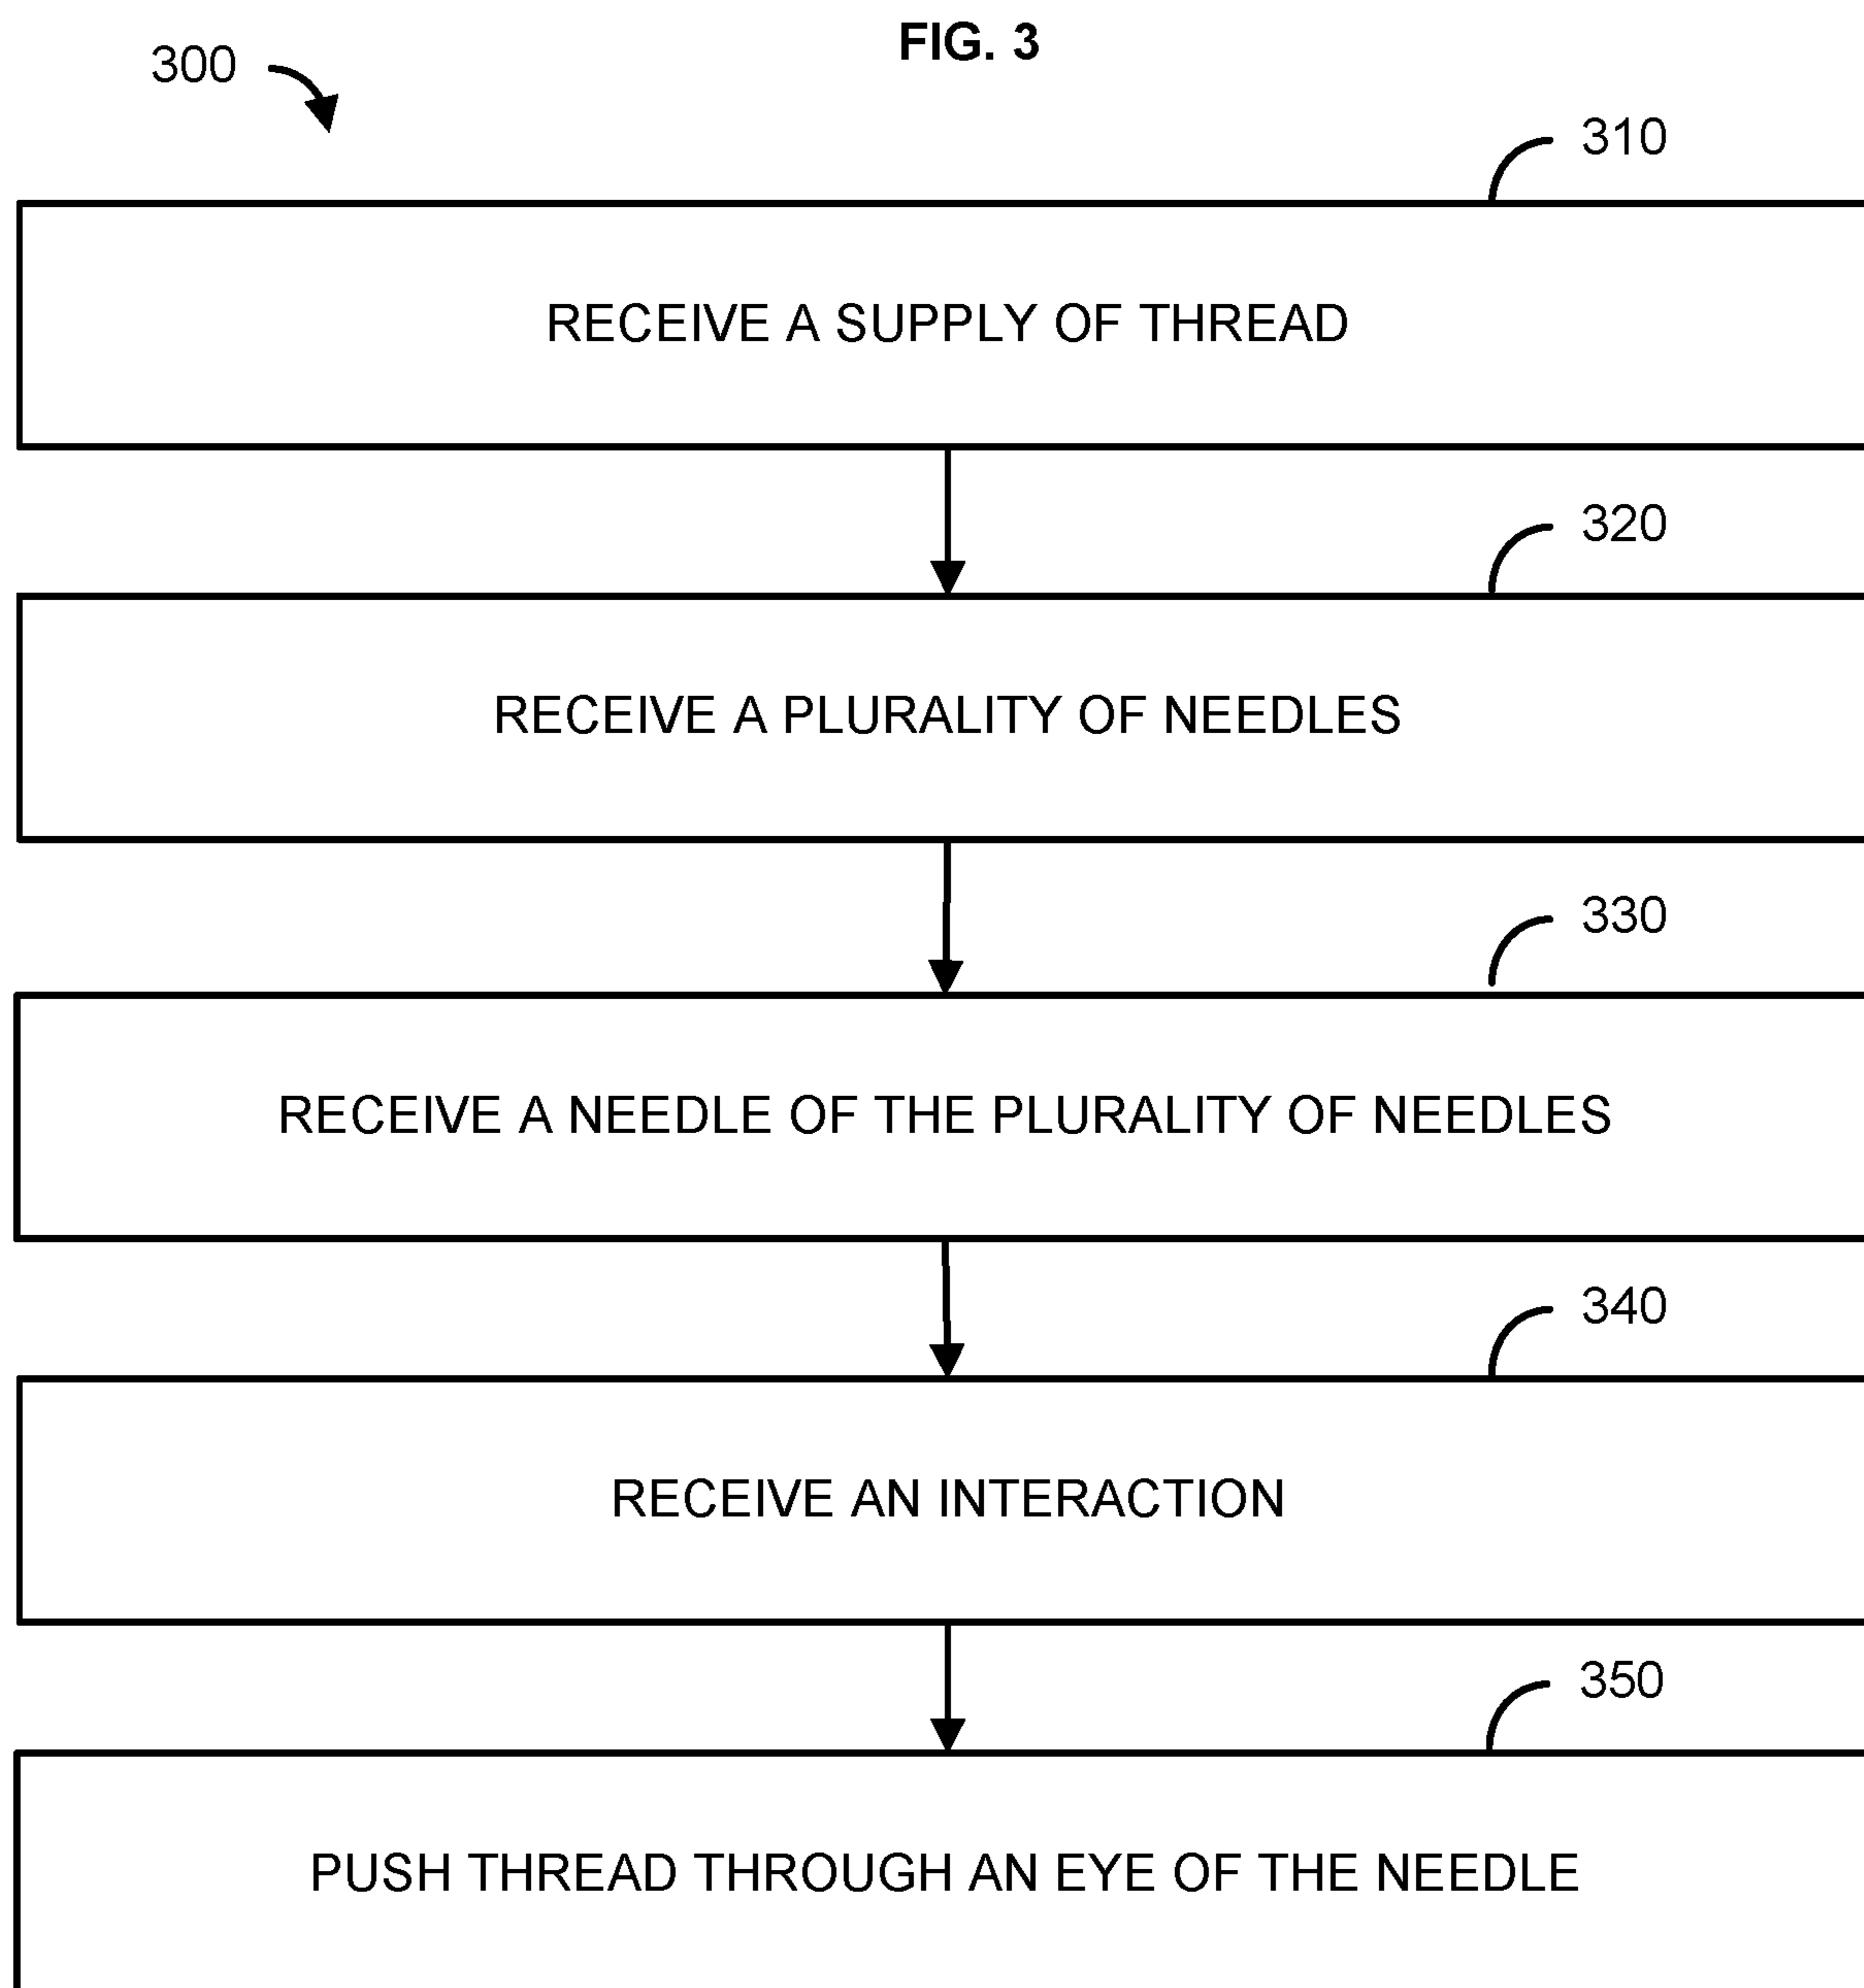 FIG. 3
300
310
RECEIVE A SUPPLY OF THREAD
320
RECEIVE A PLURALITY OF NEEDLES
330
RECEIVE A NEEDLE OF THE PLURALITY OF NEEDLES
340
RECEIVE AN INTERACTION
350
PUSH THREAD THROUGH AN EYE OF THE NEEDLE